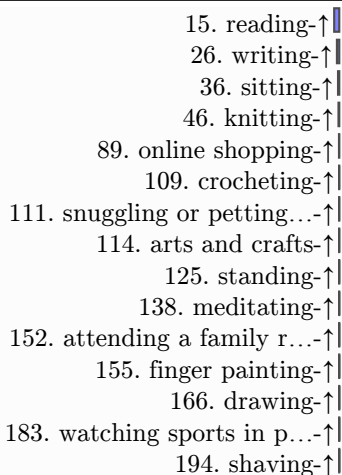 15. reading-↑
26. writing-↑
36. sitting-↑
46. knitting-↑
89. online shopping-↑
109. crocheting-↑
111. snuggling or petting...-↑
114. arts and crafts-↑
125. standing-↑
138. meditating-↑
152. attending a family r...-↑
155. finger painting-↑
166. drawing-↑
183. watching sports in p...-↑
194. shaving-↑